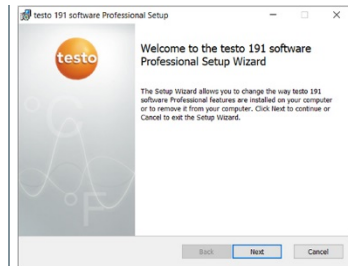 testo 191 software Professional Setup
testo
Welcome to the testo 191 software
Professional Setup Wizard
The Setup Wizard allows you to change the way testo 191
software Professional features are installed on your computer
or to remove it from your computer. Click Next to continue or
Cancel to exit the Setup Wizard.
°C
°F
Back Next Cancel